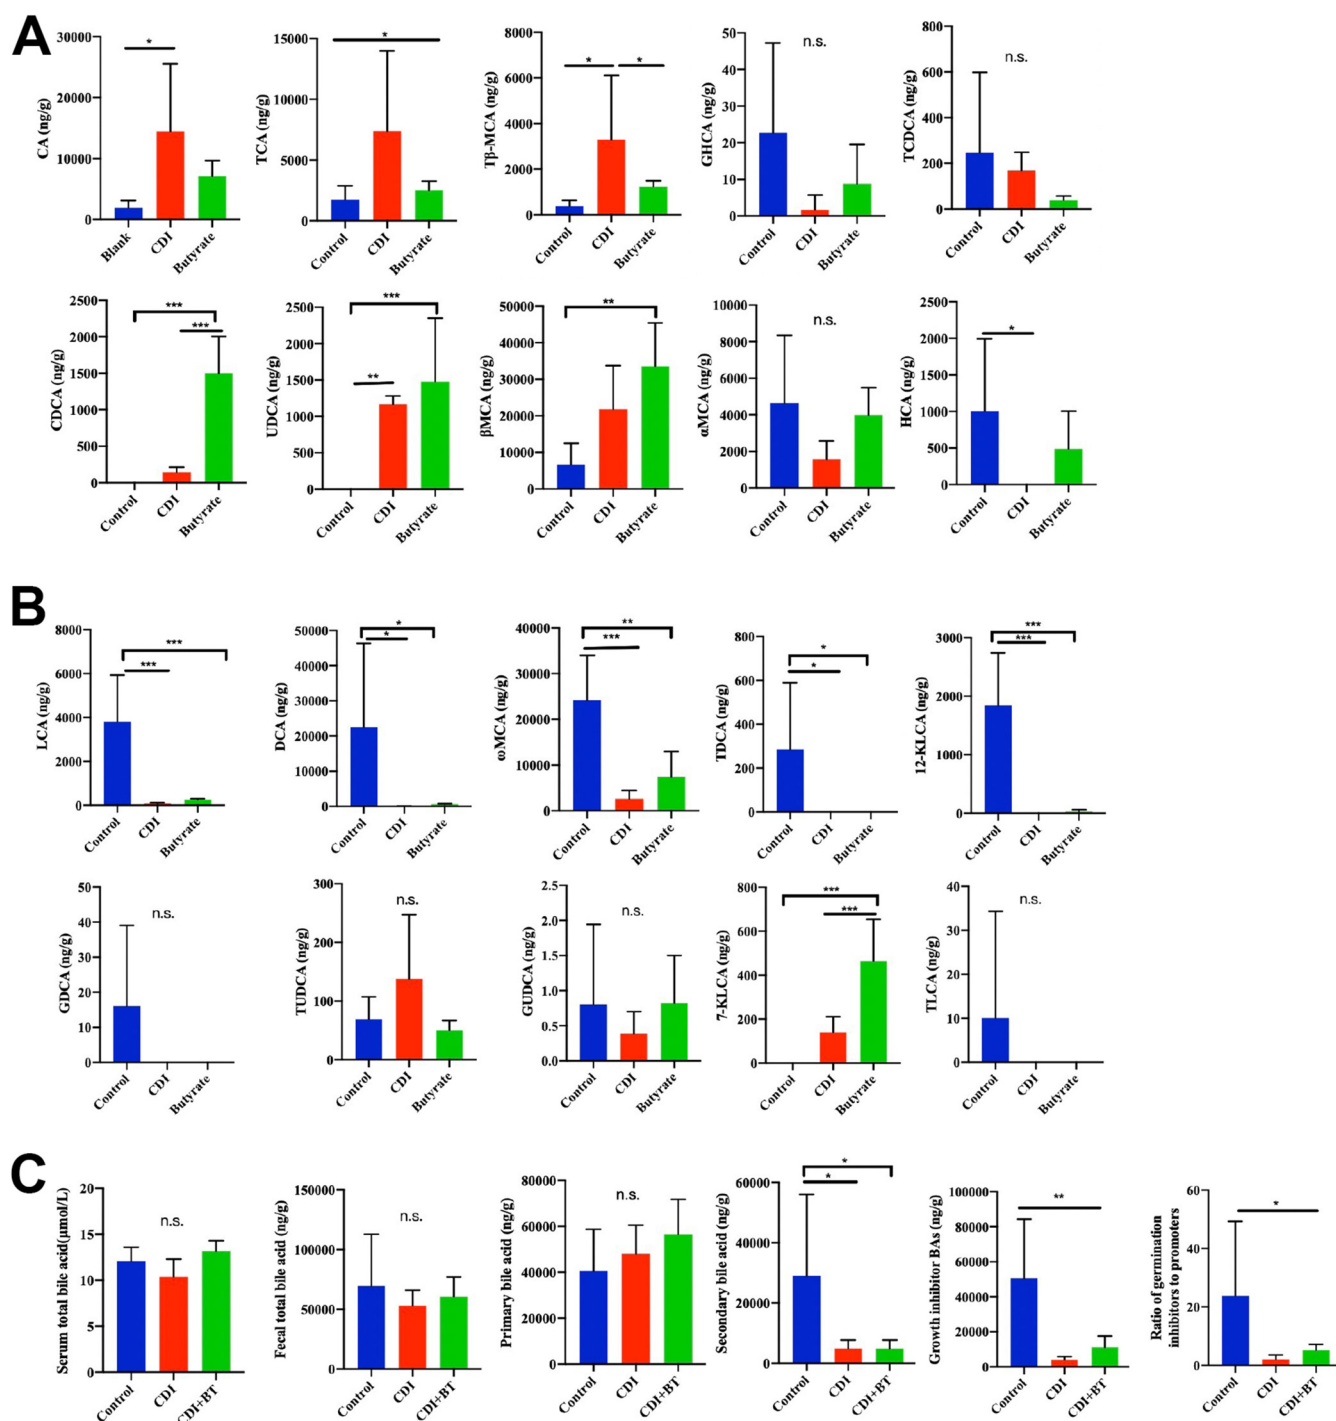 A
CA (ng/g)
30000
20000
10000
0
*
Blank
CDI
Butyrate
TCA (ng/g)
15000
10000
5000
0
*
Control
CDI
Butyrate
Tβ-MCA (ng/g)
8000
6000
4000
2000
0
*
*
Control
CDI
Butyrate
GHCA (ng/g)
50
40
30
20
10
0
n.s.
Control
CDI
Butyrate
TCDCA (ng/g)
800
600
400
200
0
n.s.
Control
CDI
Butyrate
CDCA (ng/g)
2500
2000
1500
1000
500
0
***
***
Control
CDI
Butyrate
UDCA (ng/g)
2500
2000
1500
1000
500
0
***
**
Control
CDI
Butyrate
βMCA (ng/g)
50000
40000
30000
20000
10000
0
**
Control
CDI
Butyrate
αMCA (ng/g)
10000
8000
6000
4000
2000
0
n.s.
Control
CDI
Butyrate
HCA (ng/g)
2500
2000
1500
1000
500
0
*
Control
CDI
Butyrate
B
LCA (ng/g)
8000
6000
4000
2000
0
***
***
Control
CDI
Butyrate
DCA (ng/g)
50000
40000
30000
20000
10000
0
*
*
Control
CDI
Butyrate
ωMCA (ng/g)
40000
30000
20000
10000
0
**
***
Control
CDI
Butyrate
TDCA (ng/g)
800
600
400
200
0
*
*
Control
CDI
Butyrate
12-KLCA (ng/g)
3000
2000
1000
0
***
***
Control
CDI
Butyrate
GDCA (ng/g)
50
40
30
20
10
0
n.s.
Control
CDI
Butyrate
TUDCA (ng/g)
300
200
100
0
n.s.
Control
CDI
Butyrate
GUDCA (ng/g)
2.5
2.0
1.5
1.0
0.5
0.0
n.s.
Control
CDI
Butyrate
7-KLCA (ng/g)
800
600
400
200
0
***
***
Control
CDI
Butyrate
TLCA (ng/g)
40
30
20
10
0
n.s.
Control
CDI
Butyrate
C
Serum total bile acid(μmol/L)
20
15
10
5
0
n.s.
Control
CDI
CDI+BT
Fecal total bile acid (ng/g)
150000
100000
50000
0
n.s.
Control
CDI
CDI+BT
Primary bile acid (ng/g)
80000
60000
40000
20000
0
n.s.
Control
CDI
CDI+BT
Secondary bile acid (ng/g)
60000
40000
20000
0
*
*
Control
CDI
CDI+BT
Growth inhibitor BAs (ng/g)
100000
80000
60000
40000
20000
0
**
Control
CDI
CDI+BT
Ratio of germination
inhibitors to promoters
60
40
20
0
*
Control
CDI
CDI+BT